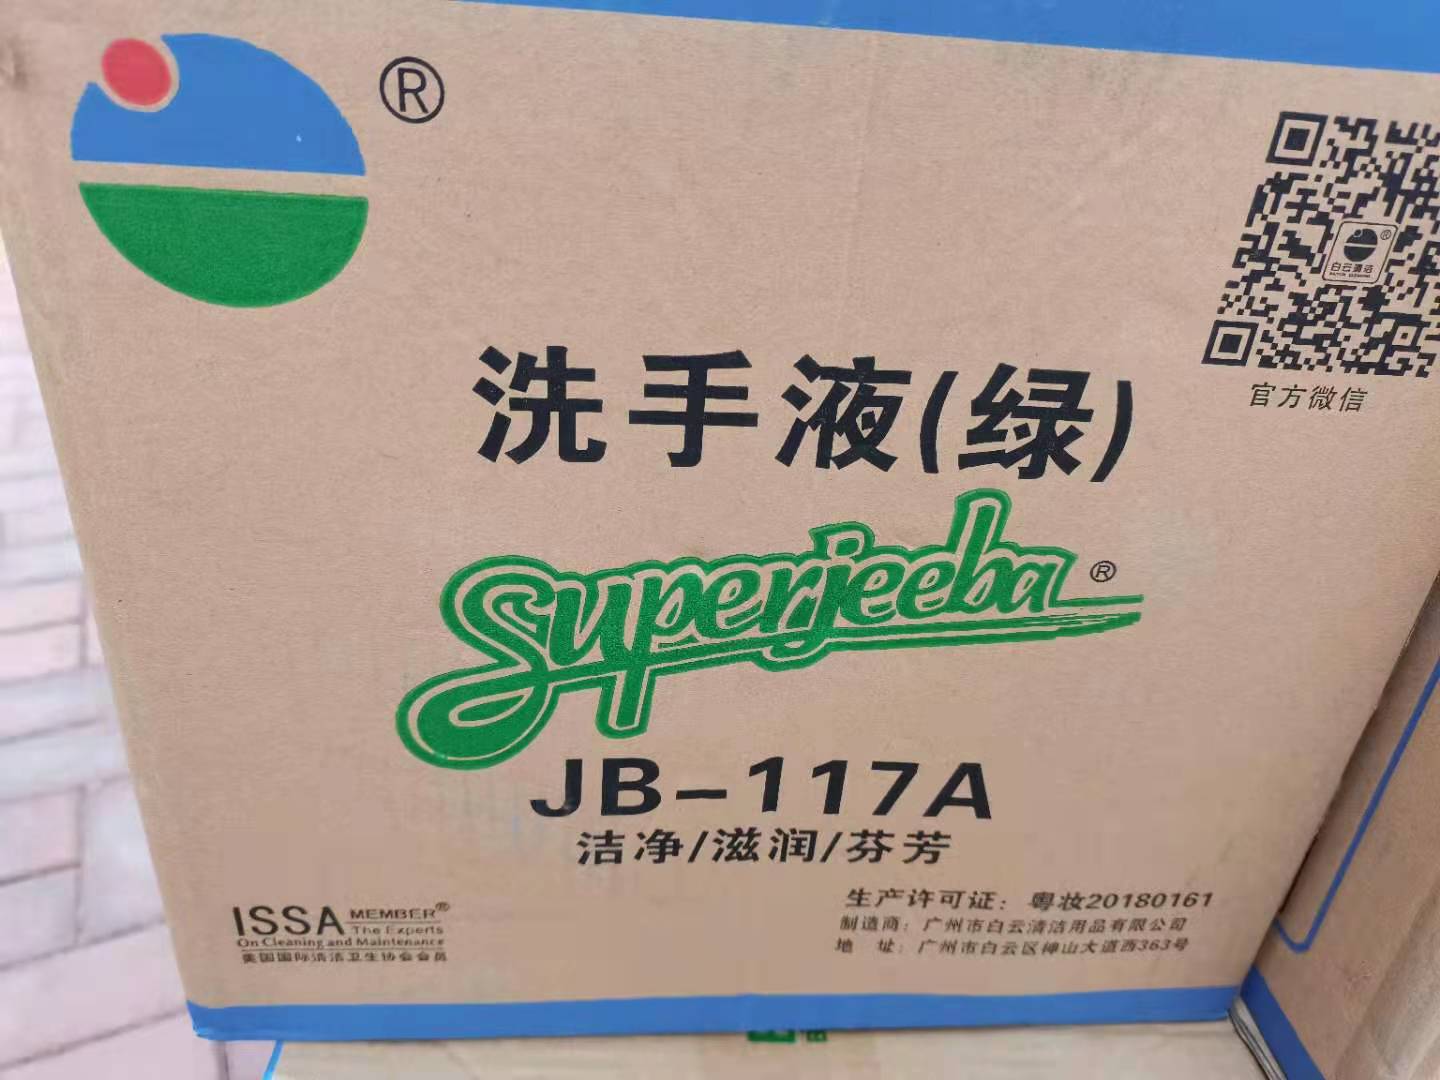 ®
白云清洁
®
官方微信
洗手液(绿)
Superjeeba®
JB-117A
洁净/滋润/芬芳
ISSA MEMBER®
The Experts
On Cleaning and Maintenance
美国国际清洁卫生协会会员
生产许可证：粤妆20180161
制造商：广州市白云清洁用品有限公司
地 址：广州市白云区神山大道西363号